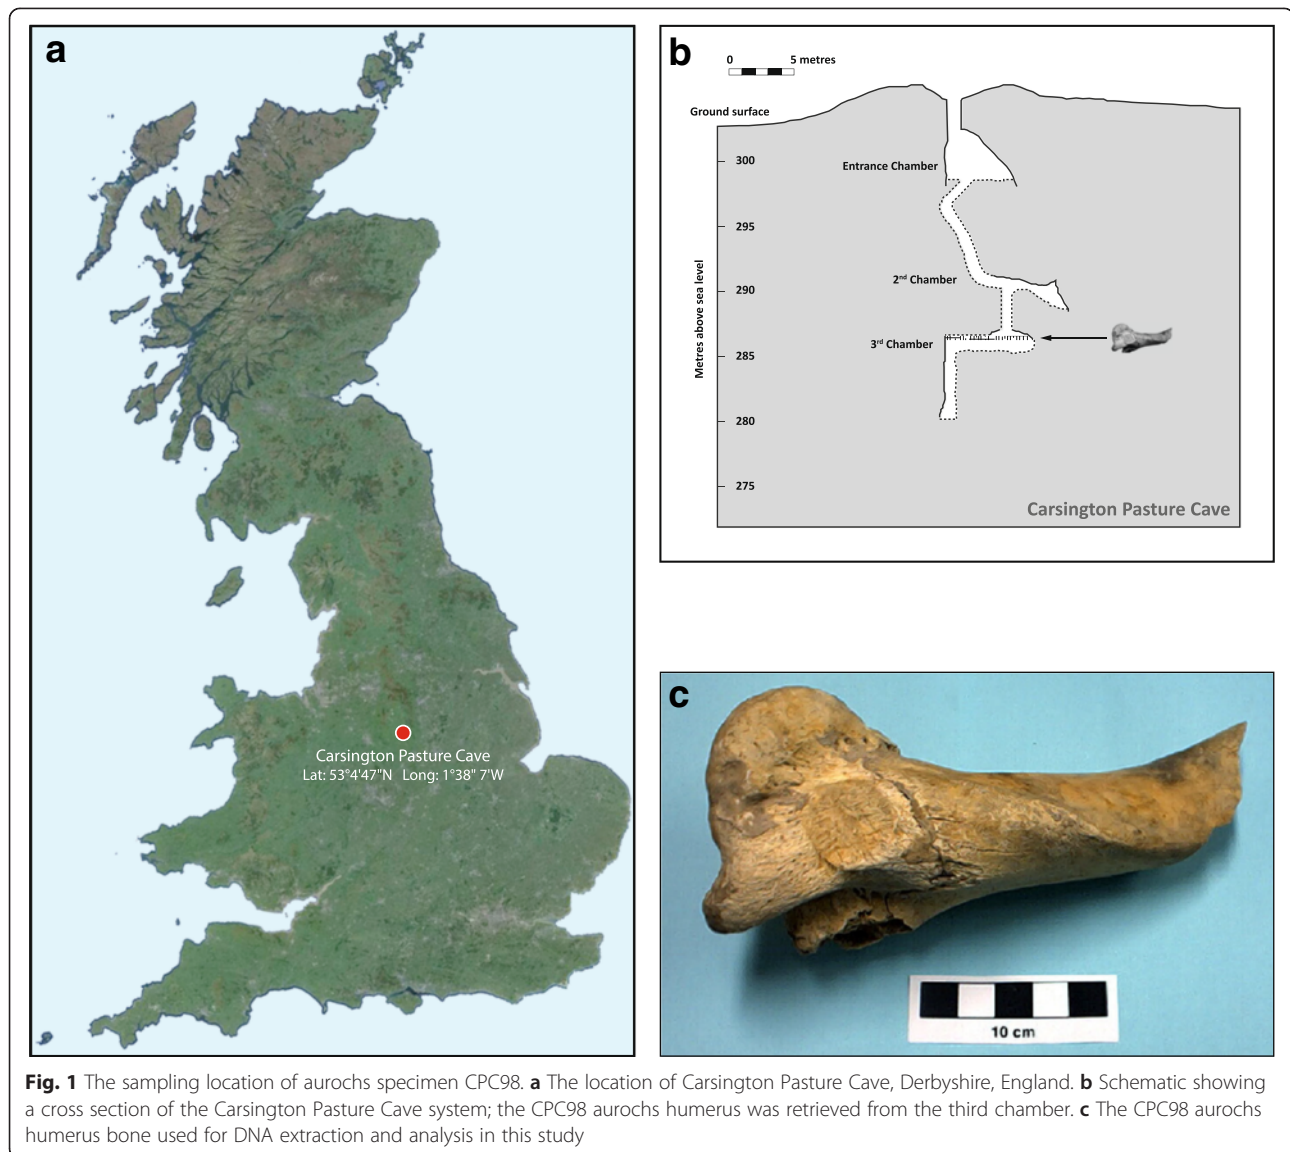 a
Carsington Pasture Cave
Lat: 53°4'47"N Long: 1°38" 7'W
b
0 5 metres
Ground surface
300
Entrance Chamber
295
2nd Chamber
290
Metres above sea level
3rd Chamber
285
280
275
Carsington Pasture Cave
c
10 cm
Fig. 1 The sampling location of aurochs specimen CPC98. a The location of Carsington Pasture Cave, Derbyshire, England. b Schematic showing
a cross section of the Carsington Pasture Cave system; the CPC98 aurochs humerus was retrieved from the third chamber. c The CPC98 aurochs
humerus bone used for DNA extraction and analysis in this study